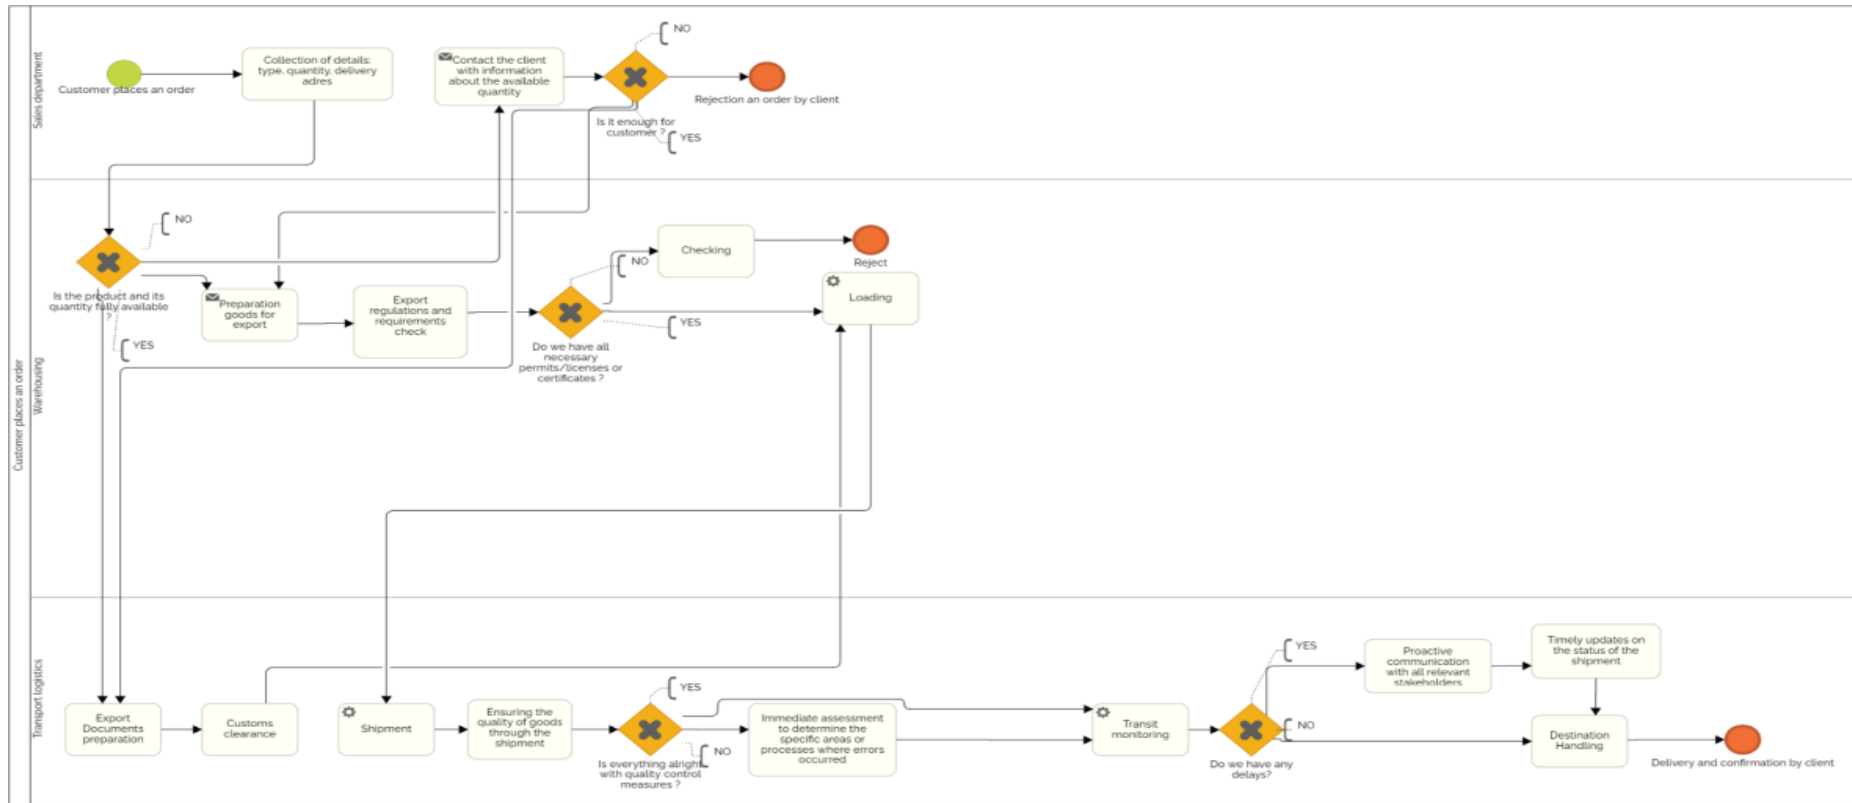 Customer places an order
Sales department
Customer places an order
Collection of details:
type, quantity, delivery
adres
Contact the client
with information
about the available
quantity
NO
Is it enough for
customer ?
YES
Rejection an order by client
Warehousing
NO
Is the product and its
quantity fully available
?
YES
Preparation
goods for
export
Export
regulations and
requirements
check
NO
YES
Do we have all
necessary
permits/licenses or
certificates ?
Checking
Reject
Loading
Transport logistics
Export
Documents
preparation
Customs
clearance
Shipment
Ensuring the
quality of goods
through the
shipment
YES
NO
Is everything alright
with quality control
measures ?
Immediate assessment
to determine the
specific areas or
processes where errors
occurred
Transit
monitoring
YES
NO
Do we have any
delays?
Proactive
communication
with all relevant
stakeholders
Timely updates on
the status of the
shipment
Destination
Handling
Delivery and confirmation by client